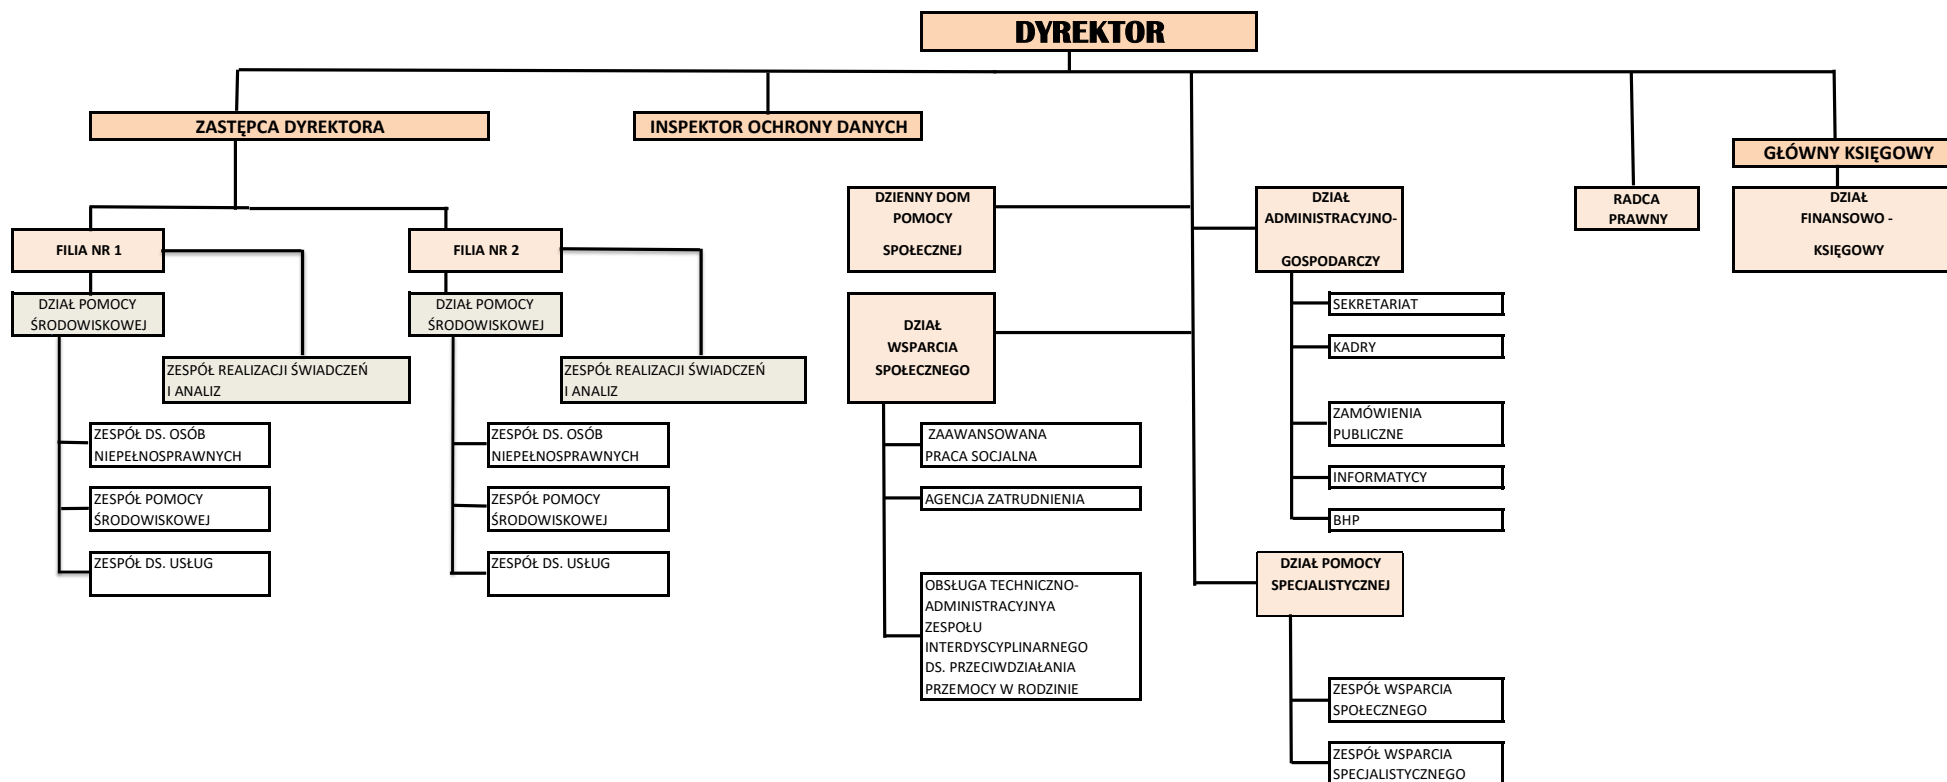 DYREKTOR
ZASTĘPCA DYREKTORA
INSPEKTOR OCHRONY DANYCH
GŁÓWNY KSIĘGOWY
DZIENNY DOM
POMOCY
SPOŁECZNEJ
DZIAŁ
ADMINISTRACYJNO-
GOSPODARCZY
RADCA
PRAWNY
DZIAŁ
FINANSOWO -
KSIĘGOWY
FILIA NR 1
FILIA NR 2
DZIAŁ POMOCY
ŚRODOWISKOWEJ
DZIAŁ POMOCY
ŚRODOWISKOWEJ
ZESPÓŁ REALIZACJI ŚWIADCZEŃ
I ANALIZ
ZESPÓŁ REALIZACJI ŚWIADCZEŃ
I ANALIZ
ZESPÓŁ DS. OSÓB
NIEPEŁNOSPRAWNYCH
ZESPÓŁ POMOCY
ŚRODOWISKOWEJ
ZESPÓŁ DS. USŁUG
ZESPÓŁ DS. OSÓB
NIEPEŁNOSPRAWNYCH
ZESPÓŁ POMOCY
ŚRODOWISKOWEJ
ZESPÓŁ DS. USŁUG
DZIAŁ
WSPARCIA
SPOŁECZNEGO
ZAAWANSOWANA
PRACA SOCJALNA
AGENCJA ZATRUDNIENIA
OBSŁUGA TECHNICZNO-
ADMINISTRACYJNYA
ZESPOŁU
INTERDYSCYPLINARNEGO
DS. PRZECIWDZIAŁANIA
PRZEMOCY W RODZINIE
SEKRETARIAT
KADRY
ZAMÓWIENIA
PUBLICZNE
INFORMATYCY
BHP
DZIAŁ POMOCY
SPECJALISTYCZNEJ
ZESPÓŁ WSPARCIA
SPOŁECZNEGO
ZESPÓŁ WSPARCIA
SPECJALISTYCZNEGO